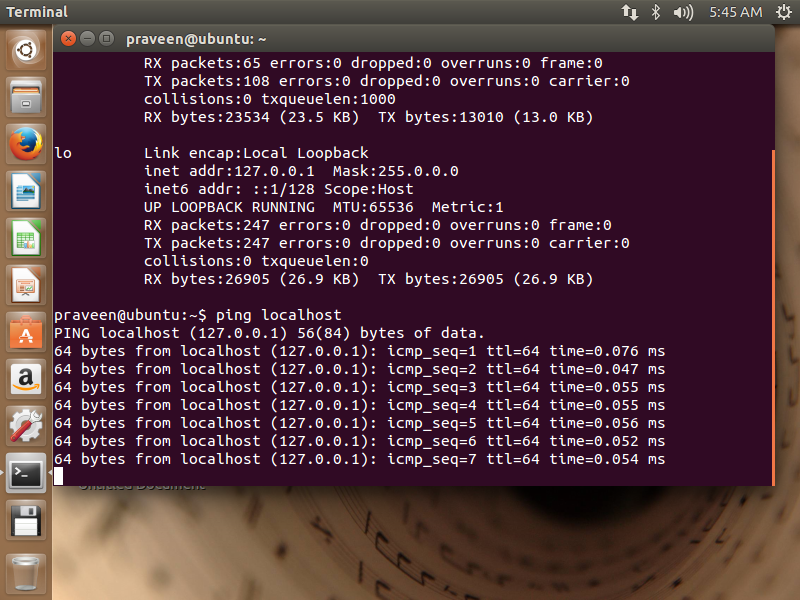 Terminal
5:45 AM
praveen@ubuntu: ~
RX packets:65 errors:0 dropped:0 overruns:0 frame:0
TX packets:108 errors:0 dropped:0 overruns:0 carrier:0
collisions:0 txqueuelen:1000
RX bytes:23534 (23.5 KB)  TX bytes:13010 (13.0 KB)
lo        Link encap:Local Loopback
inet addr:127.0.0.1  Mask:255.0.0.0
inet6 addr: ::1/128 Scope:Host
UP LOOPBACK RUNNING  MTU:65536  Metric:1
RX packets:247 errors:0 dropped:0 overruns:0 frame:0
TX packets:247 errors:0 dropped:0 overruns:0 carrier:0
collisions:0 txqueuelen:0
RX bytes:26905 (26.9 KB)  TX bytes:26905 (26.9 KB)
praveen@ubuntu:~$ ping localhost
PING localhost (127.0.0.1) 56(84) bytes of data.
64 bytes from localhost (127.0.0.1): icmp_seq=1 ttl=64 time=0.076 ms
64 bytes from localhost (127.0.0.1): icmp_seq=2 ttl=64 time=0.047 ms
64 bytes from localhost (127.0.0.1): icmp_seq=3 ttl=64 time=0.055 ms
64 bytes from localhost (127.0.0.1): icmp_seq=4 ttl=64 time=0.055 ms
64 bytes from localhost (127.0.0.1): icmp_seq=5 ttl=64 time=0.056 ms
64 bytes from localhost (127.0.0.1): icmp_seq=6 ttl=64 time=0.052 ms
64 bytes from localhost (127.0.0.1): icmp_seq=7 ttl=64 time=0.054 ms
Untitled Document